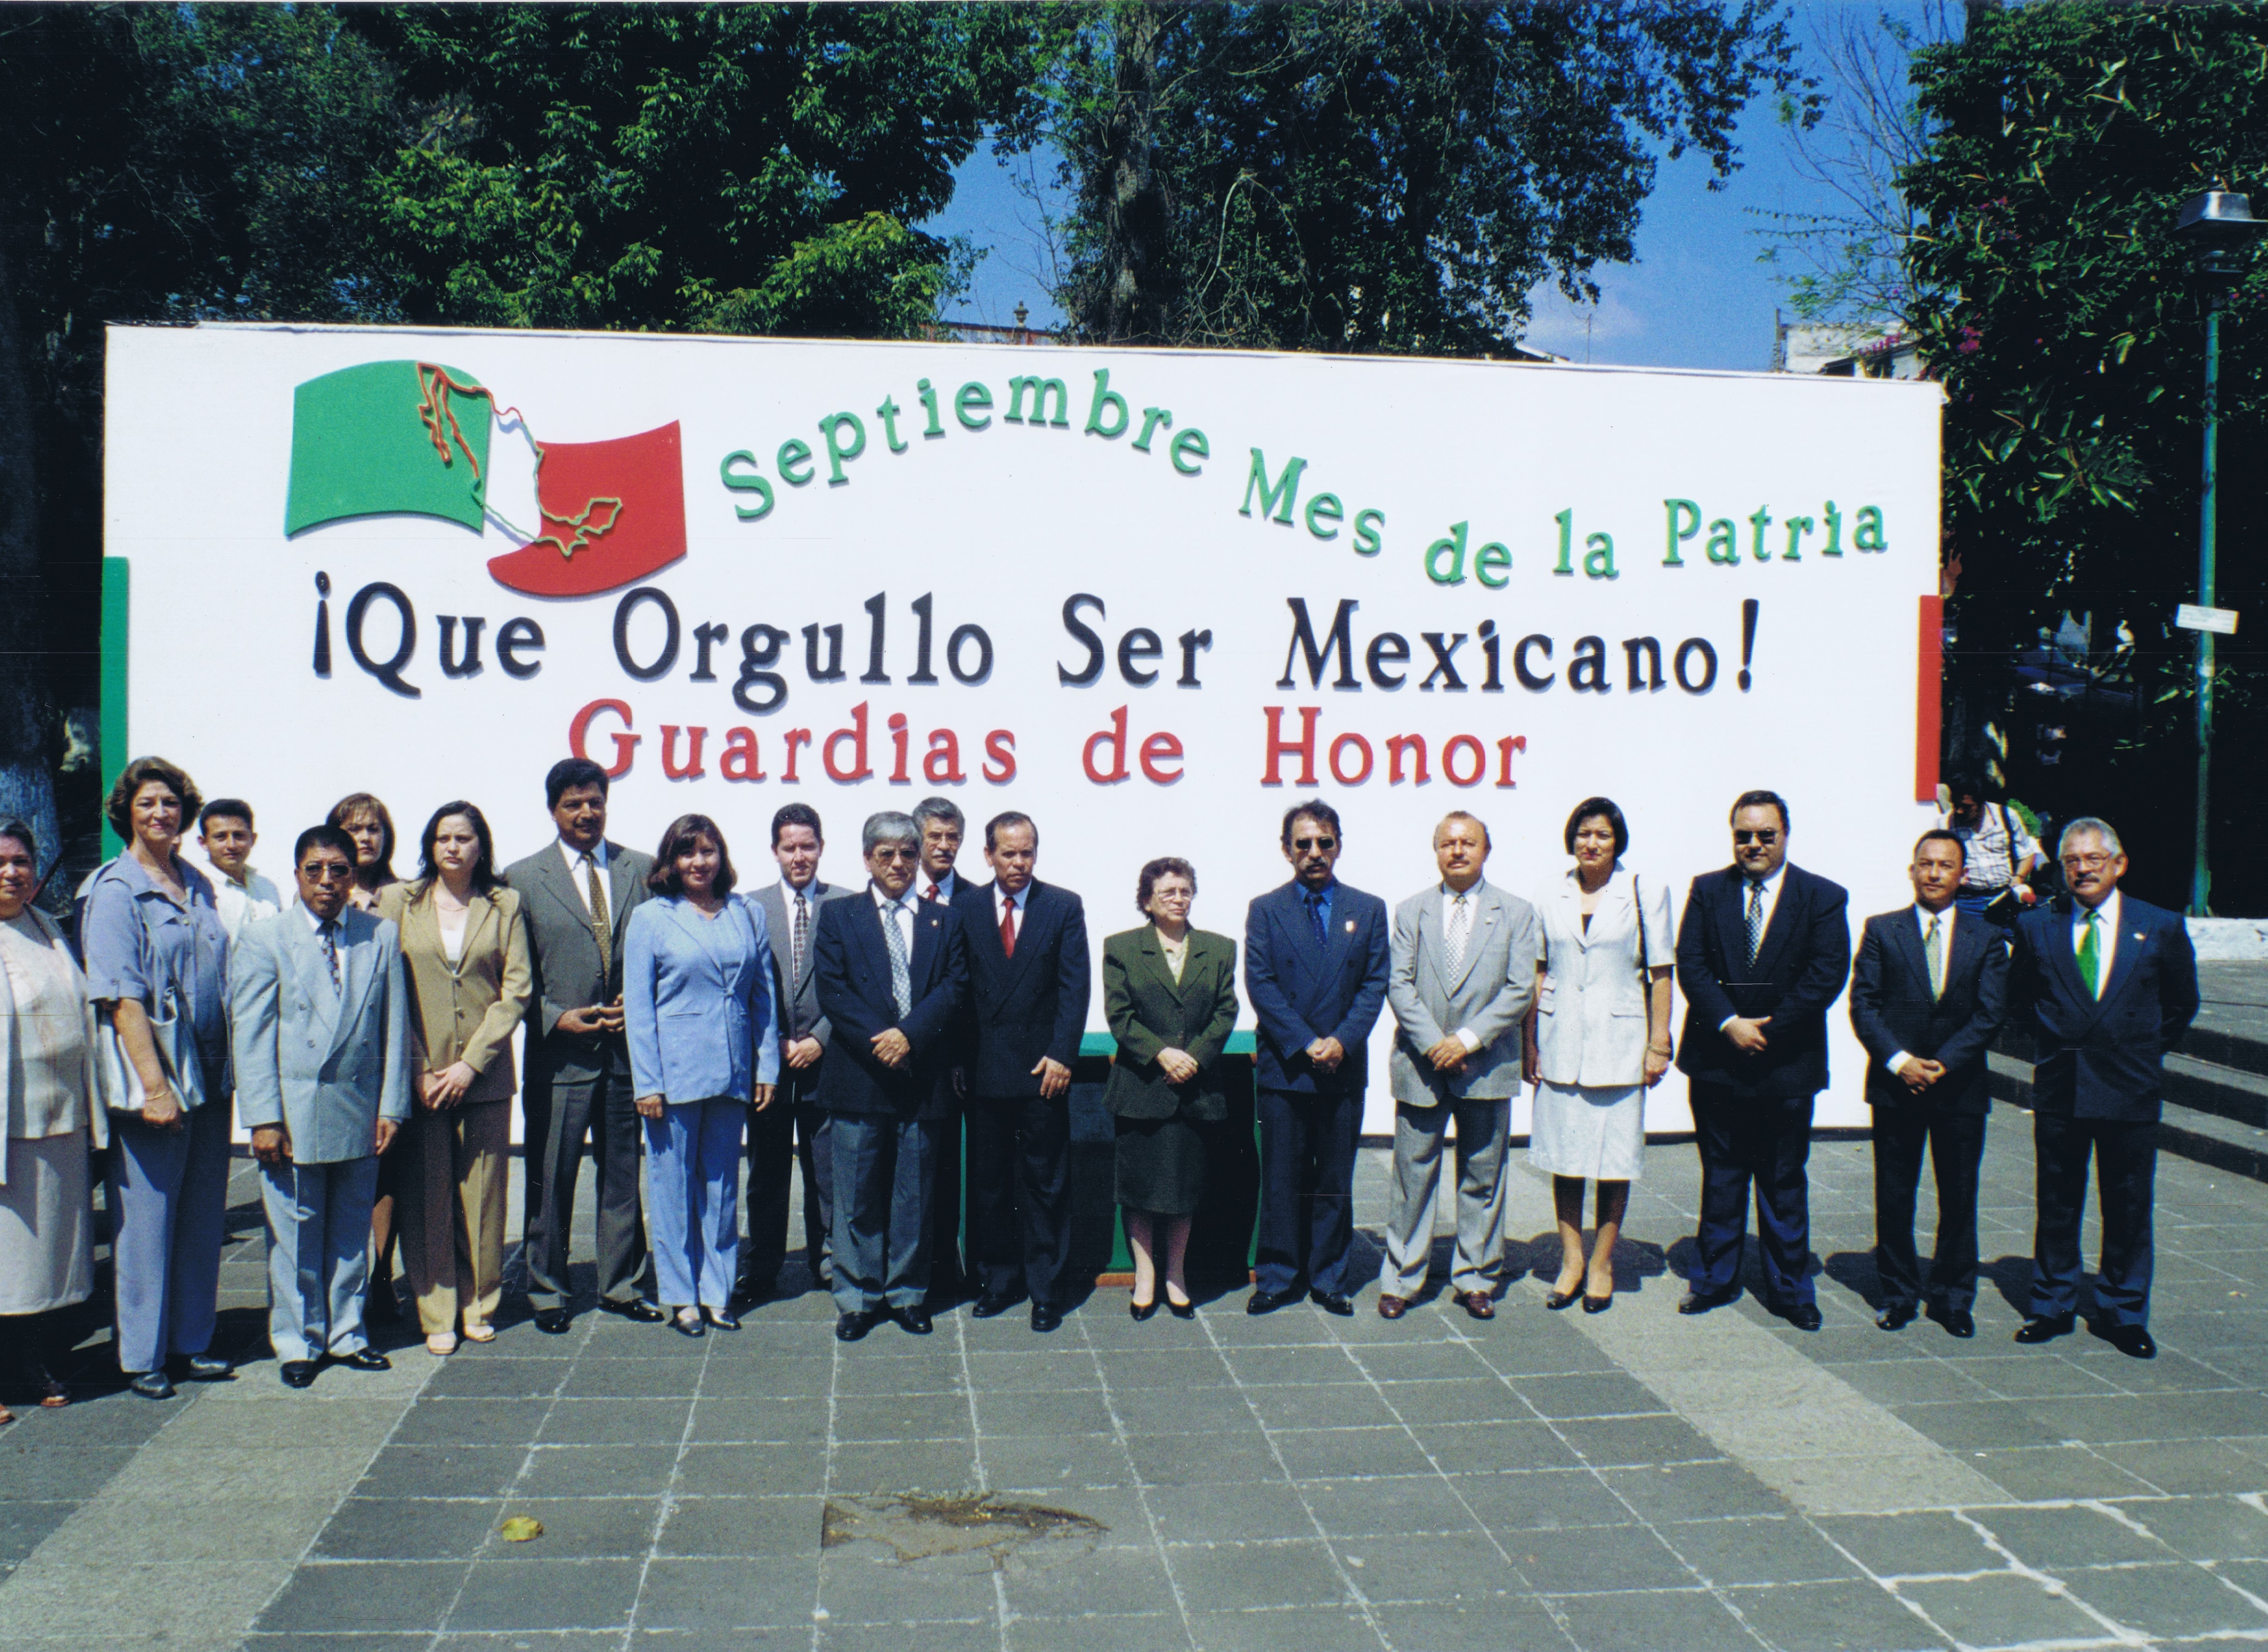 Septiembre Mes de la Patria
¡Que Orgullo Ser Mexicano!
Guardias de Honor